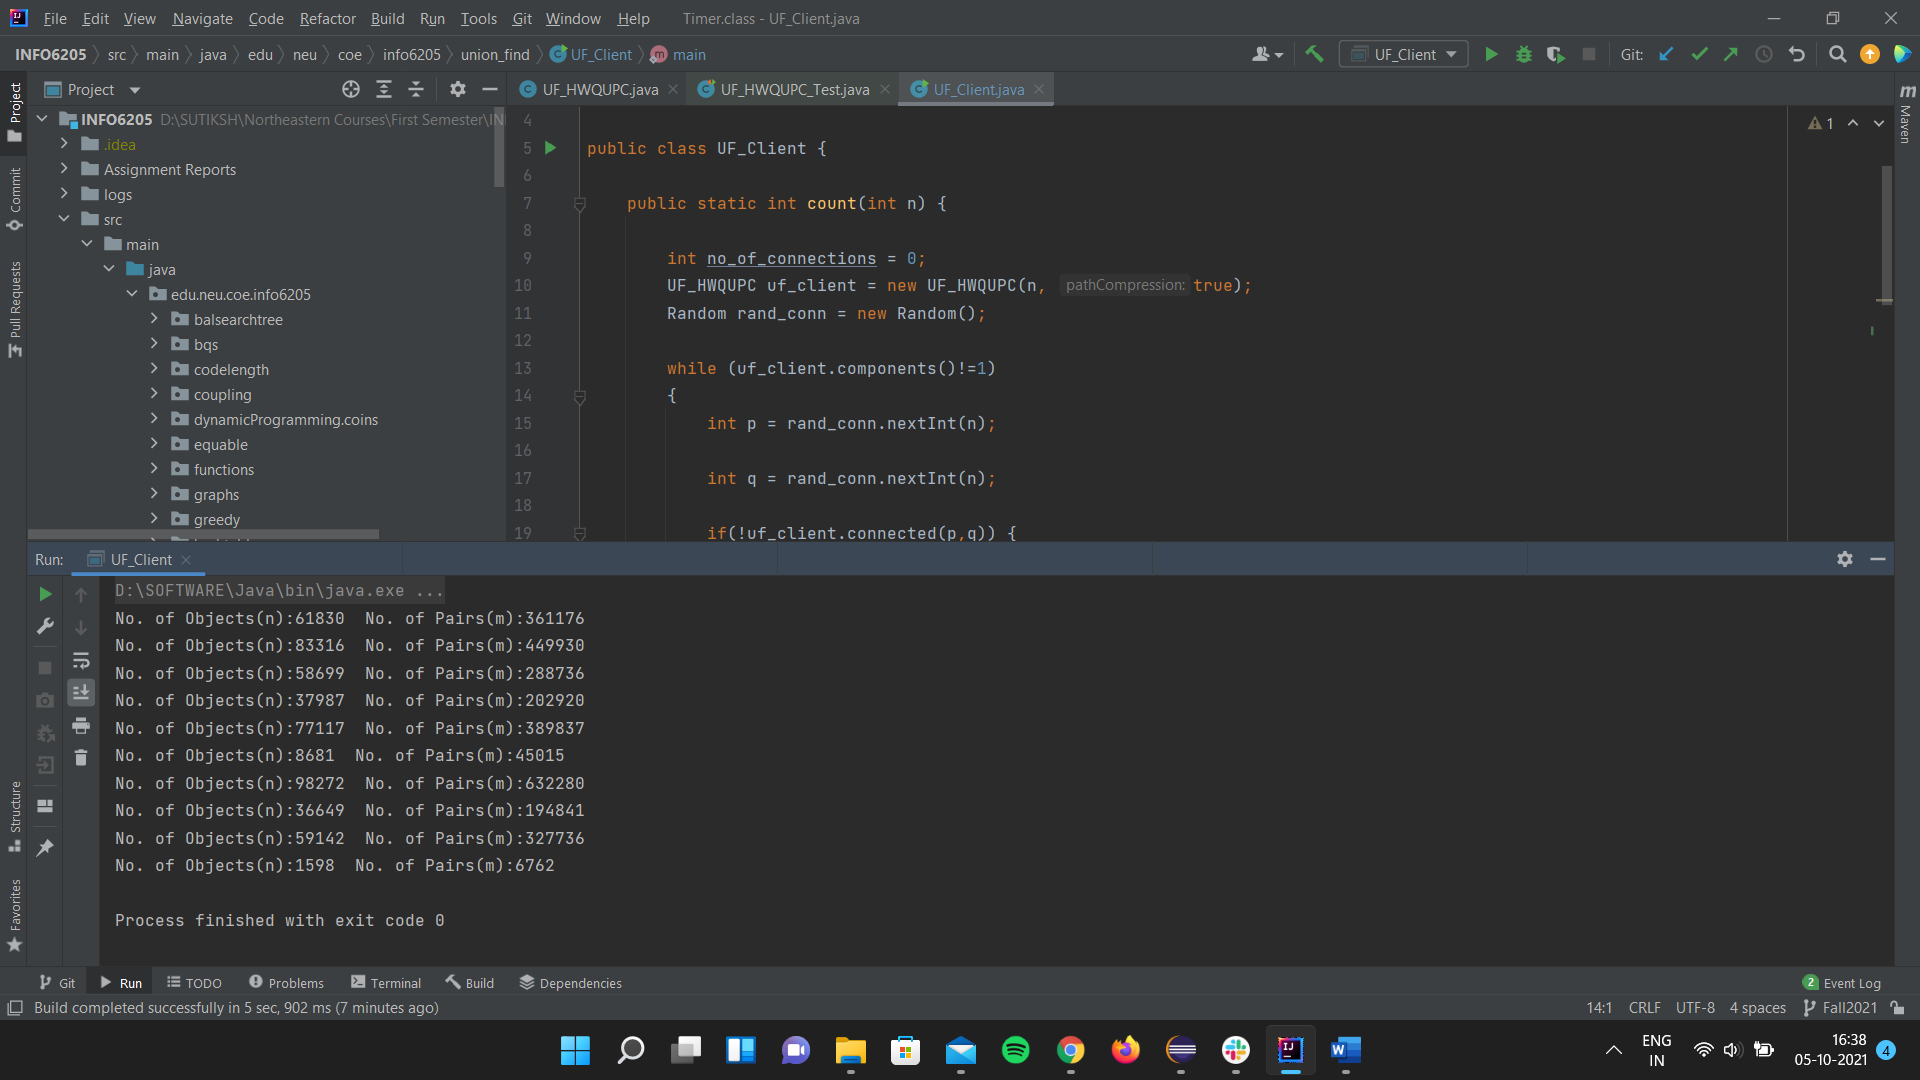 File Edit View Navigate Code Refactor Build Run Tools Git Window Help Timer.class - UF_Client.java
INFO6205 src main java edu neu coe info6205 union_find UF_Client main
UF_Client Git:
Project
UF_HWQUPC.java UF_HWQUPC_Test.java UF_Client.java
INFO6205 D:\SUTIKSH\Northeastern Courses\First Semester\IN
.idea
Assignment Reports
logs
src
main
java
edu.neu.coe.info6205
balsearchtree
bqs
codelength
coupling
dynamicProgramming.coins
equable
functions
graphs
greedy
Project
Commit
Pull Requests
Structure
Favorites
Maven
1
4
5 public class UF_Client {
6
7 public static int count(int n) {
8
9 int no_of_connections = 0;
10 UF_HWQUPC uf_client = new UF_HWQUPC(n, pathCompression: true);
11 Random rand_conn = new Random();
12
13 while (uf_client.components()!=1)
14 {
15 int p = rand_conn.nextInt(n);
16
17 int q = rand_conn.nextInt(n);
18
19 if(!uf_client.connected(p,q)) {
Run: UF_Client
D:\SOFTWARE\Java\bin\java.exe ...
No. of Objects(n):61830 No. of Pairs(m):361176
No. of Objects(n):83316 No. of Pairs(m):449930
No. of Objects(n):58699 No. of Pairs(m):288736
No. of Objects(n):37987 No. of Pairs(m):202920
No. of Objects(n):77117 No. of Pairs(m):389837
No. of Objects(n):8681 No. of Pairs(m):45015
No. of Objects(n):98272 No. of Pairs(m):632280
No. of Objects(n):36649 No. of Pairs(m):194841
No. of Objects(n):59142 No. of Pairs(m):327736
No. of Objects(n):1598 No. of Pairs(m):6762
Process finished with exit code 0
Git Run TODO Problems Terminal Build Dependencies 2 Event Log
Build completed successfully in 5 sec, 902 ms (7 minutes ago) 14:1 CRLF UTF-8 4 spaces Fall2021
ENG
IN
16:38
05-10-2021
4